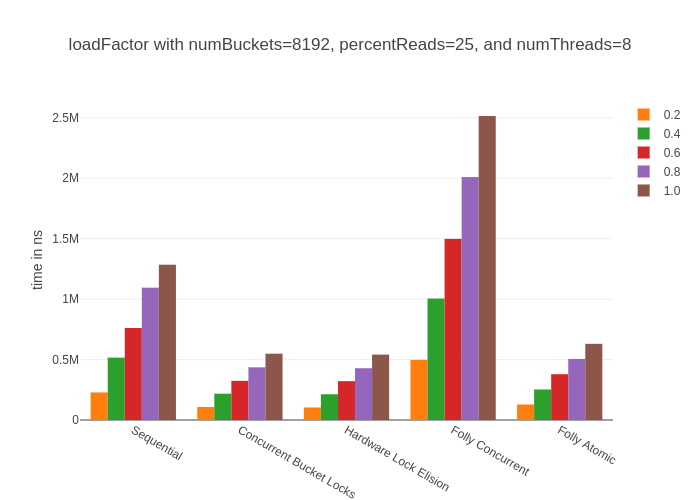 loadFactor with numBuckets=8192, percentReads=25, and numThreads=8
0.2
0.4
0.6
0.8
1.0
time in ns
2.5M
2M
1.5M
1M
0.5M
0
Sequential
Concurrent Bucket Locks
Hardware Lock Elision
Folly Concurrent
Folly Atomic